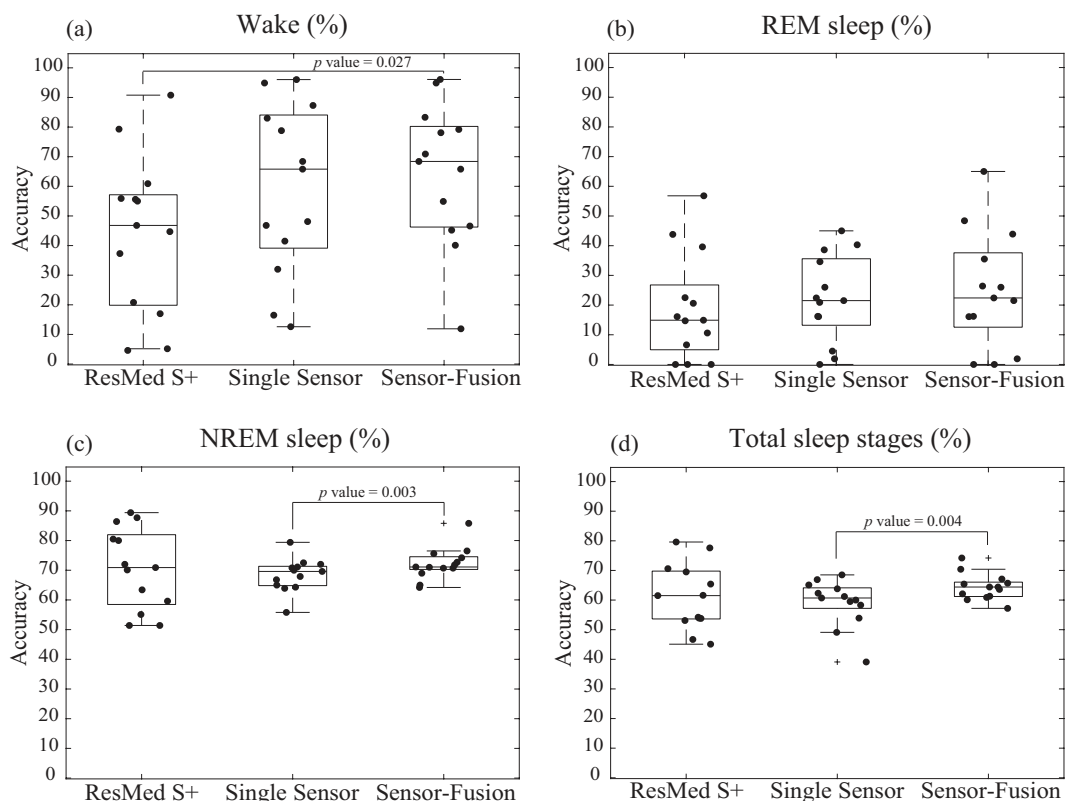 (a) Wake (%)
100
90
80
70
60
50
40
30
20
10
0
Accuracy
p value = 0.027
ResMed S+ Single Sensor Sensor-Fusion
(b) REM sleep (%)
100
90
80
70
60
50
40
30
20
10
0
Accuracy
ResMed S+ Single Sensor Sensor-Fusion
(c) NREM sleep (%)
100
90
80
70
60
50
40
30
20
10
0
Accuracy
p value = 0.003
ResMed S+ Single Sensor Sensor-Fusion
(d) Total sleep stages (%)
100
90
80
70
60
50
40
30
20
10
0
Accuracy
p value = 0.004
ResMed S+ Single Sensor Sensor-Fusion